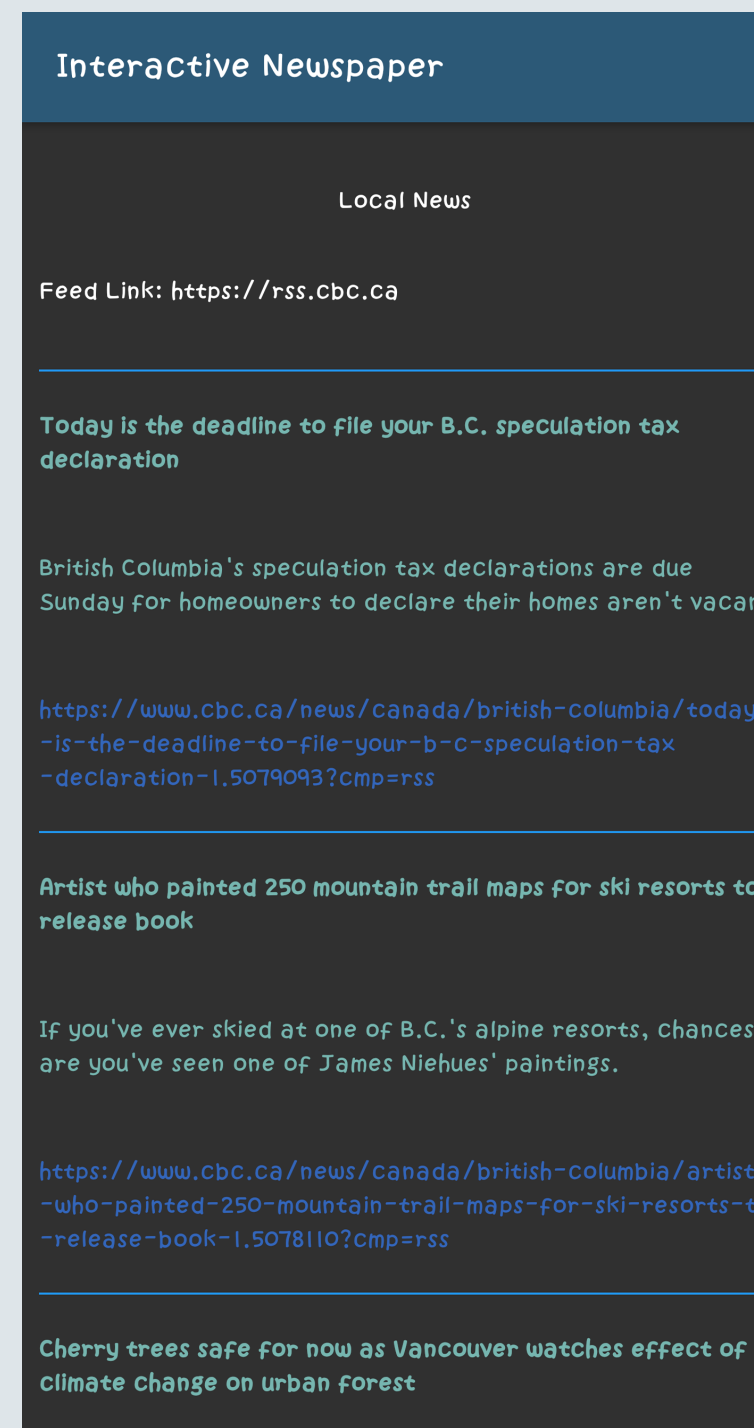 Interactive Newspaper
Local News
Feed Link: https://rss.cbc.ca
Today is the deadline to file your B.C. speculation tax
declaration
British Columbia's speculation tax declarations are due
Sunday for homeowners to declare their homes aren't
https://www.cbc.ca/news/canada/british-columbia/today
-is-the-deadline-to-file-your-b-c-speculation-tax
-declaration-1.5079093?cmp=rss
Artist who painted 250 mountain trail maps for ski resorts to
release book
If you've ever skied at one of B.C.'s alpine resorts, chances
are you've seen one of James Niehues' paintings.
https://www.cbc.ca/news/canada/british-columbia/artist
-who-painted-250-mountain-trail-maps-for-ski-resorts-t
-release-book-1.5078110?cmp=rss
Cherry trees safe for now as Vancouver watches effect of
climate change on urban forest